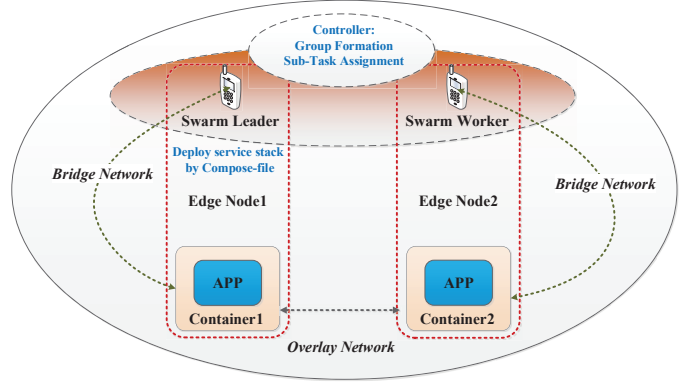 Controller:
Group Formation
Sub-Task Assignment
Swarm Leader
Swarm Worker
Deploy service stack
by Compose-file
Bridge Network
Bridge Network
Edge Node1
Edge Node2
APP
APP
Container1
Container2
Overlay Network